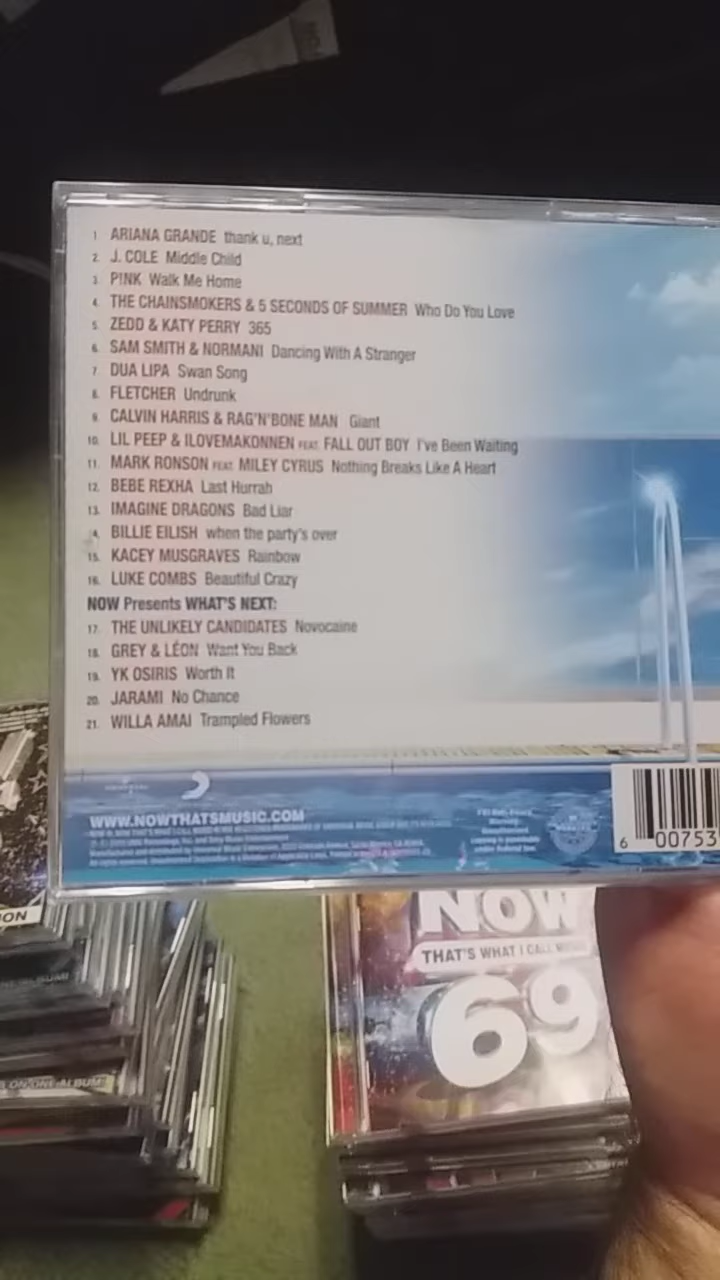 1. ARIANA GRANDE thank u, next
2. J. COLE Middle Child
3. P!NK Walk Me Home
4. THE CHAINSMOKERS & 5 SECONDS OF SUMMER Who Do You Love
5. ZEDD & KATY PERRY 365
6. SAM SMITH & NORMANI Dancing With A Stranger
7. DUA LIPA Swan Song
8. FLETCHER Undrunk
9. CALVIN HARRIS & RAG'N'BONE MAN Giant
10. LIL PEEP & ILOVEMAKONNEN FEAT. FALL OUT BOY I've Been Waiting
11. MARK RONSON FEAT. MILEY CYRUS Nothing Breaks Like A Heart
12. BEBE REXHA Last Hurrah
13. IMAGINE DRAGONS Bad Liar
4. BILLIE EILISH when the party's over
15. KACEY MUSGRAVES Rainbow
16. LUKE COMBS Beautiful Crazy
NOW Presents WHAT'S NEXT:
17. THE UNLIKELY CANDIDATES Novocaine
18. GREY & LÉON Want You Back
19. YK OSIRIS Worth It
20. JARAMI No Chance
21. WILLA AMAI Trampled Flowers
WWW.NOWTHATSMUSIC.COM
6 00753
ION
NOW
THAT'S WHAT I CALL
69
ON ONE ALBUM